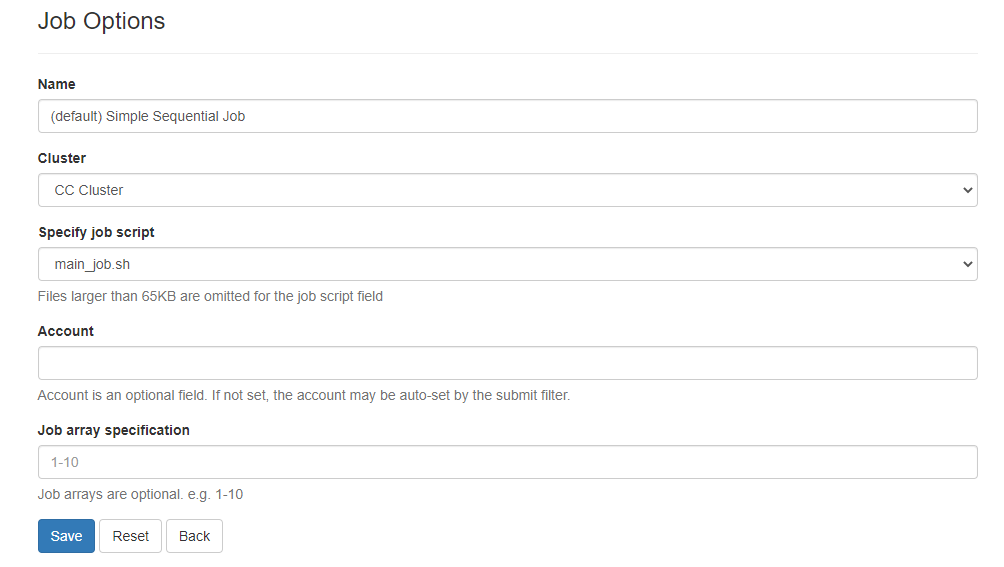 Job Options
Name
(default) Simple Sequential Job
Cluster
CC Cluster
Specify job script
main_job.sh
Files larger than 65KB are omitted for the job script field
Account
Account is an optional field. If not set, the account may be auto-set by the submit filter.
Job array specification
1-10
Job arrays are optional. e.g. 1-10
Save Reset Back